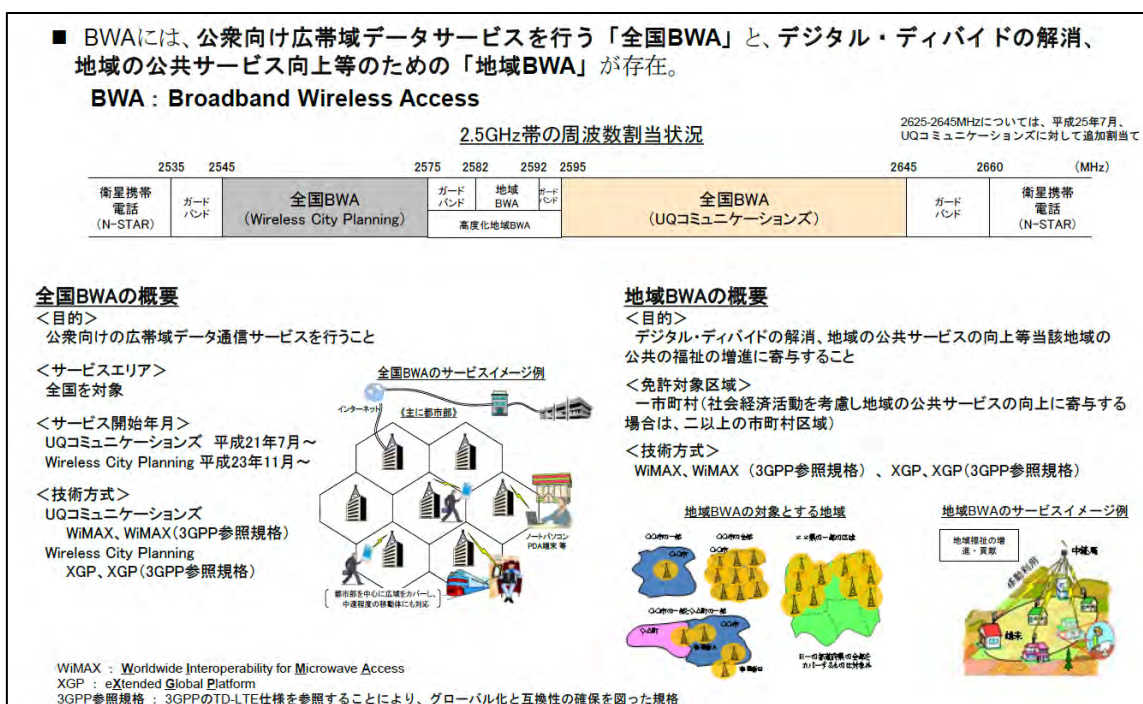 ■ BWAには、公衆向け広帯域データサービスを行う「全国BWA」と、デジタル・ディバイドの解消、
地域の公共サービス向上等のための「地域BWA」が存在。
BWA：Broadband Wireless Access
2.5GHz帯の周波数割当状況
2625-2645MHzについては、平成25年7月、
UQコミュニケーションズに対して追加割当て
2535 2545 2575 2582 2592 2595 2645 2660 (MHz)
衛星携帯
電話
(N-STAR)
ガード
バンド
全国BWA
(Wireless City Planning)
ガード
バンド
地域
BWA
ガード
バンド
高度化地域BWA
全国BWA
(UQコミュニケーションズ)
ガード
バンド
衛星携帯
電話
(N-STAR)
全国BWAの概要
＜目的＞
公衆向けの広帯域データ通信サービスを行うこと
＜サービスエリア＞
全国を対象
＜サービス開始年月＞
UQコミュニケーションズ 平成21年7月～
Wireless City Planning 平成23年11月～
＜技術方式＞
UQコミュニケーションズ
WiMAX、WiMAX(3GPP参照規格)
Wireless City Planning
XGP、XGP(3GPP参照規格)
全国BWAのサービスイメージ例
インターネット
《主に都市部》
ノートパソコン
PDA端末 等
都市部を中心に広域をカバーし、
中速程度の移動体にも対応
地域BWAの概要
＜目的＞
デジタル・ディバイドの解消、地域の公共サービスの向上等当該地域の
公共の福祉の増進に寄与すること
＜免許対象区域＞
一市町村(社会経済活動を考慮し地域の公共サービスの向上に寄与する
場合は、二以上の市町村区域)
＜技術方式＞
WiMAX、WiMAX（3GPP参照規格）、XGP、XGP(3GPP参照規格)
地域BWAの対象とする地域
○○市の一部
○○市
○○市の全部
○○市
××県の一部の区域
○○市の一部と△△町の一部
△△町
○○市
地域BWAのサービスイメージ例
地域福祉の増
進・貢献
中継局
移動利用
端末
WiMAX ： Worldwide Interoperability for Microwave Access
XGP ： eXtended Global Platform
3GPP参照規格 ： 3GPPのTD-LTE仕様を参照することにより、グローバル化と互換性の確保を図った規格